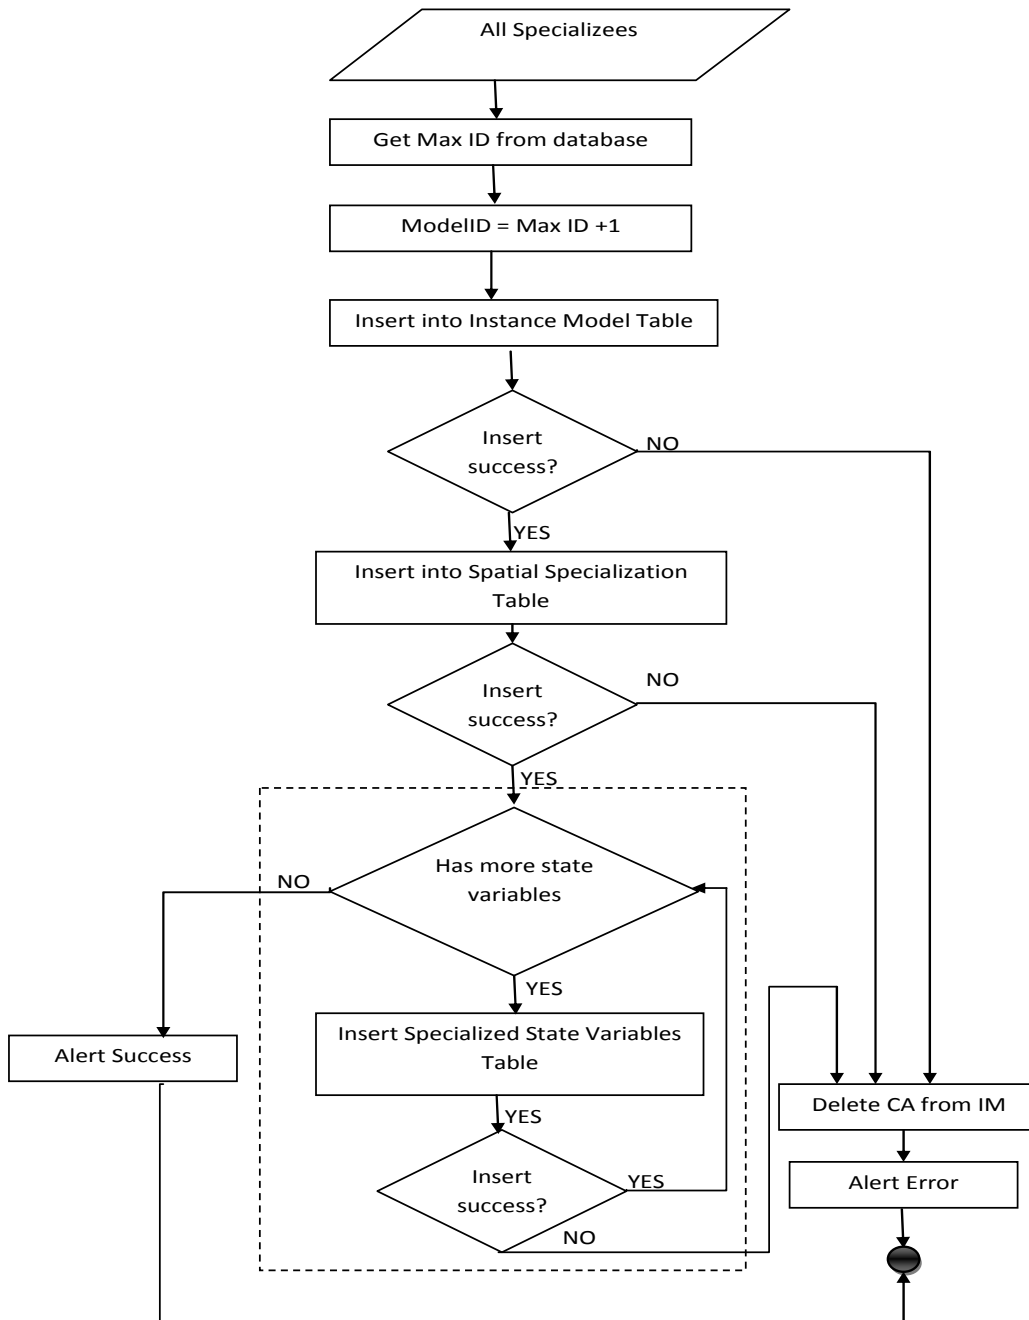 All Specializees
Get Max ID from database
ModelID = Max ID +1
Insert into Instance Model Table
Insert
success?
NO
YES
Insert into Spatial Specialization
Table
Insert
success?
NO
YES
Has more state
variables
NO
YES
Insert Specialized State Variables
Table
YES
Insert
success?
YES
NO
Alert Success
Delete CA from IM
Alert Error